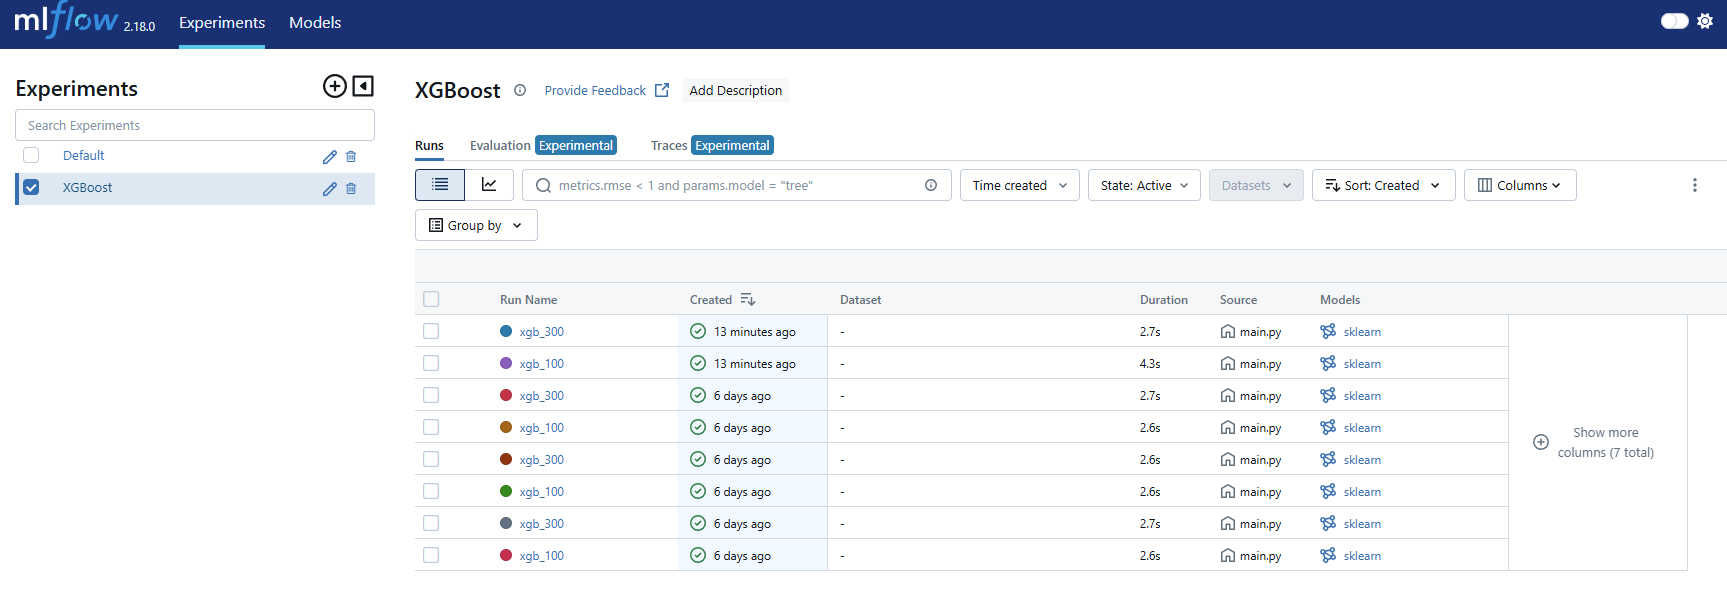 mlflow 2.18.0 Experiments Models
Experiments
Search Experiments
Default
XGBoost
XGBoost Provide Feedback Add Description
Runs Evaluation Experimental Traces Experimental
metrics.rmse < 1 and params.model = "tree" Time created State: Active Datasets Sort: Created Columns
Group by
Run Name Created Dataset Duration Source Models
xgb_300 13 minutes ago - 2.7s main.py sklearn
xgb_100 13 minutes ago - 4.3s main.py sklearn
xgb_300 6 days ago - 2.7s main.py sklearn
xgb_100 6 days ago - 2.6s main.py sklearn
xgb_300 6 days ago - 2.6s main.py sklearn
xgb_100 6 days ago - 2.6s main.py sklearn
xgb_300 6 days ago - 2.7s main.py sklearn
xgb_100 6 days ago - 2.6s main.py sklearn
Show more
columns (7 total)